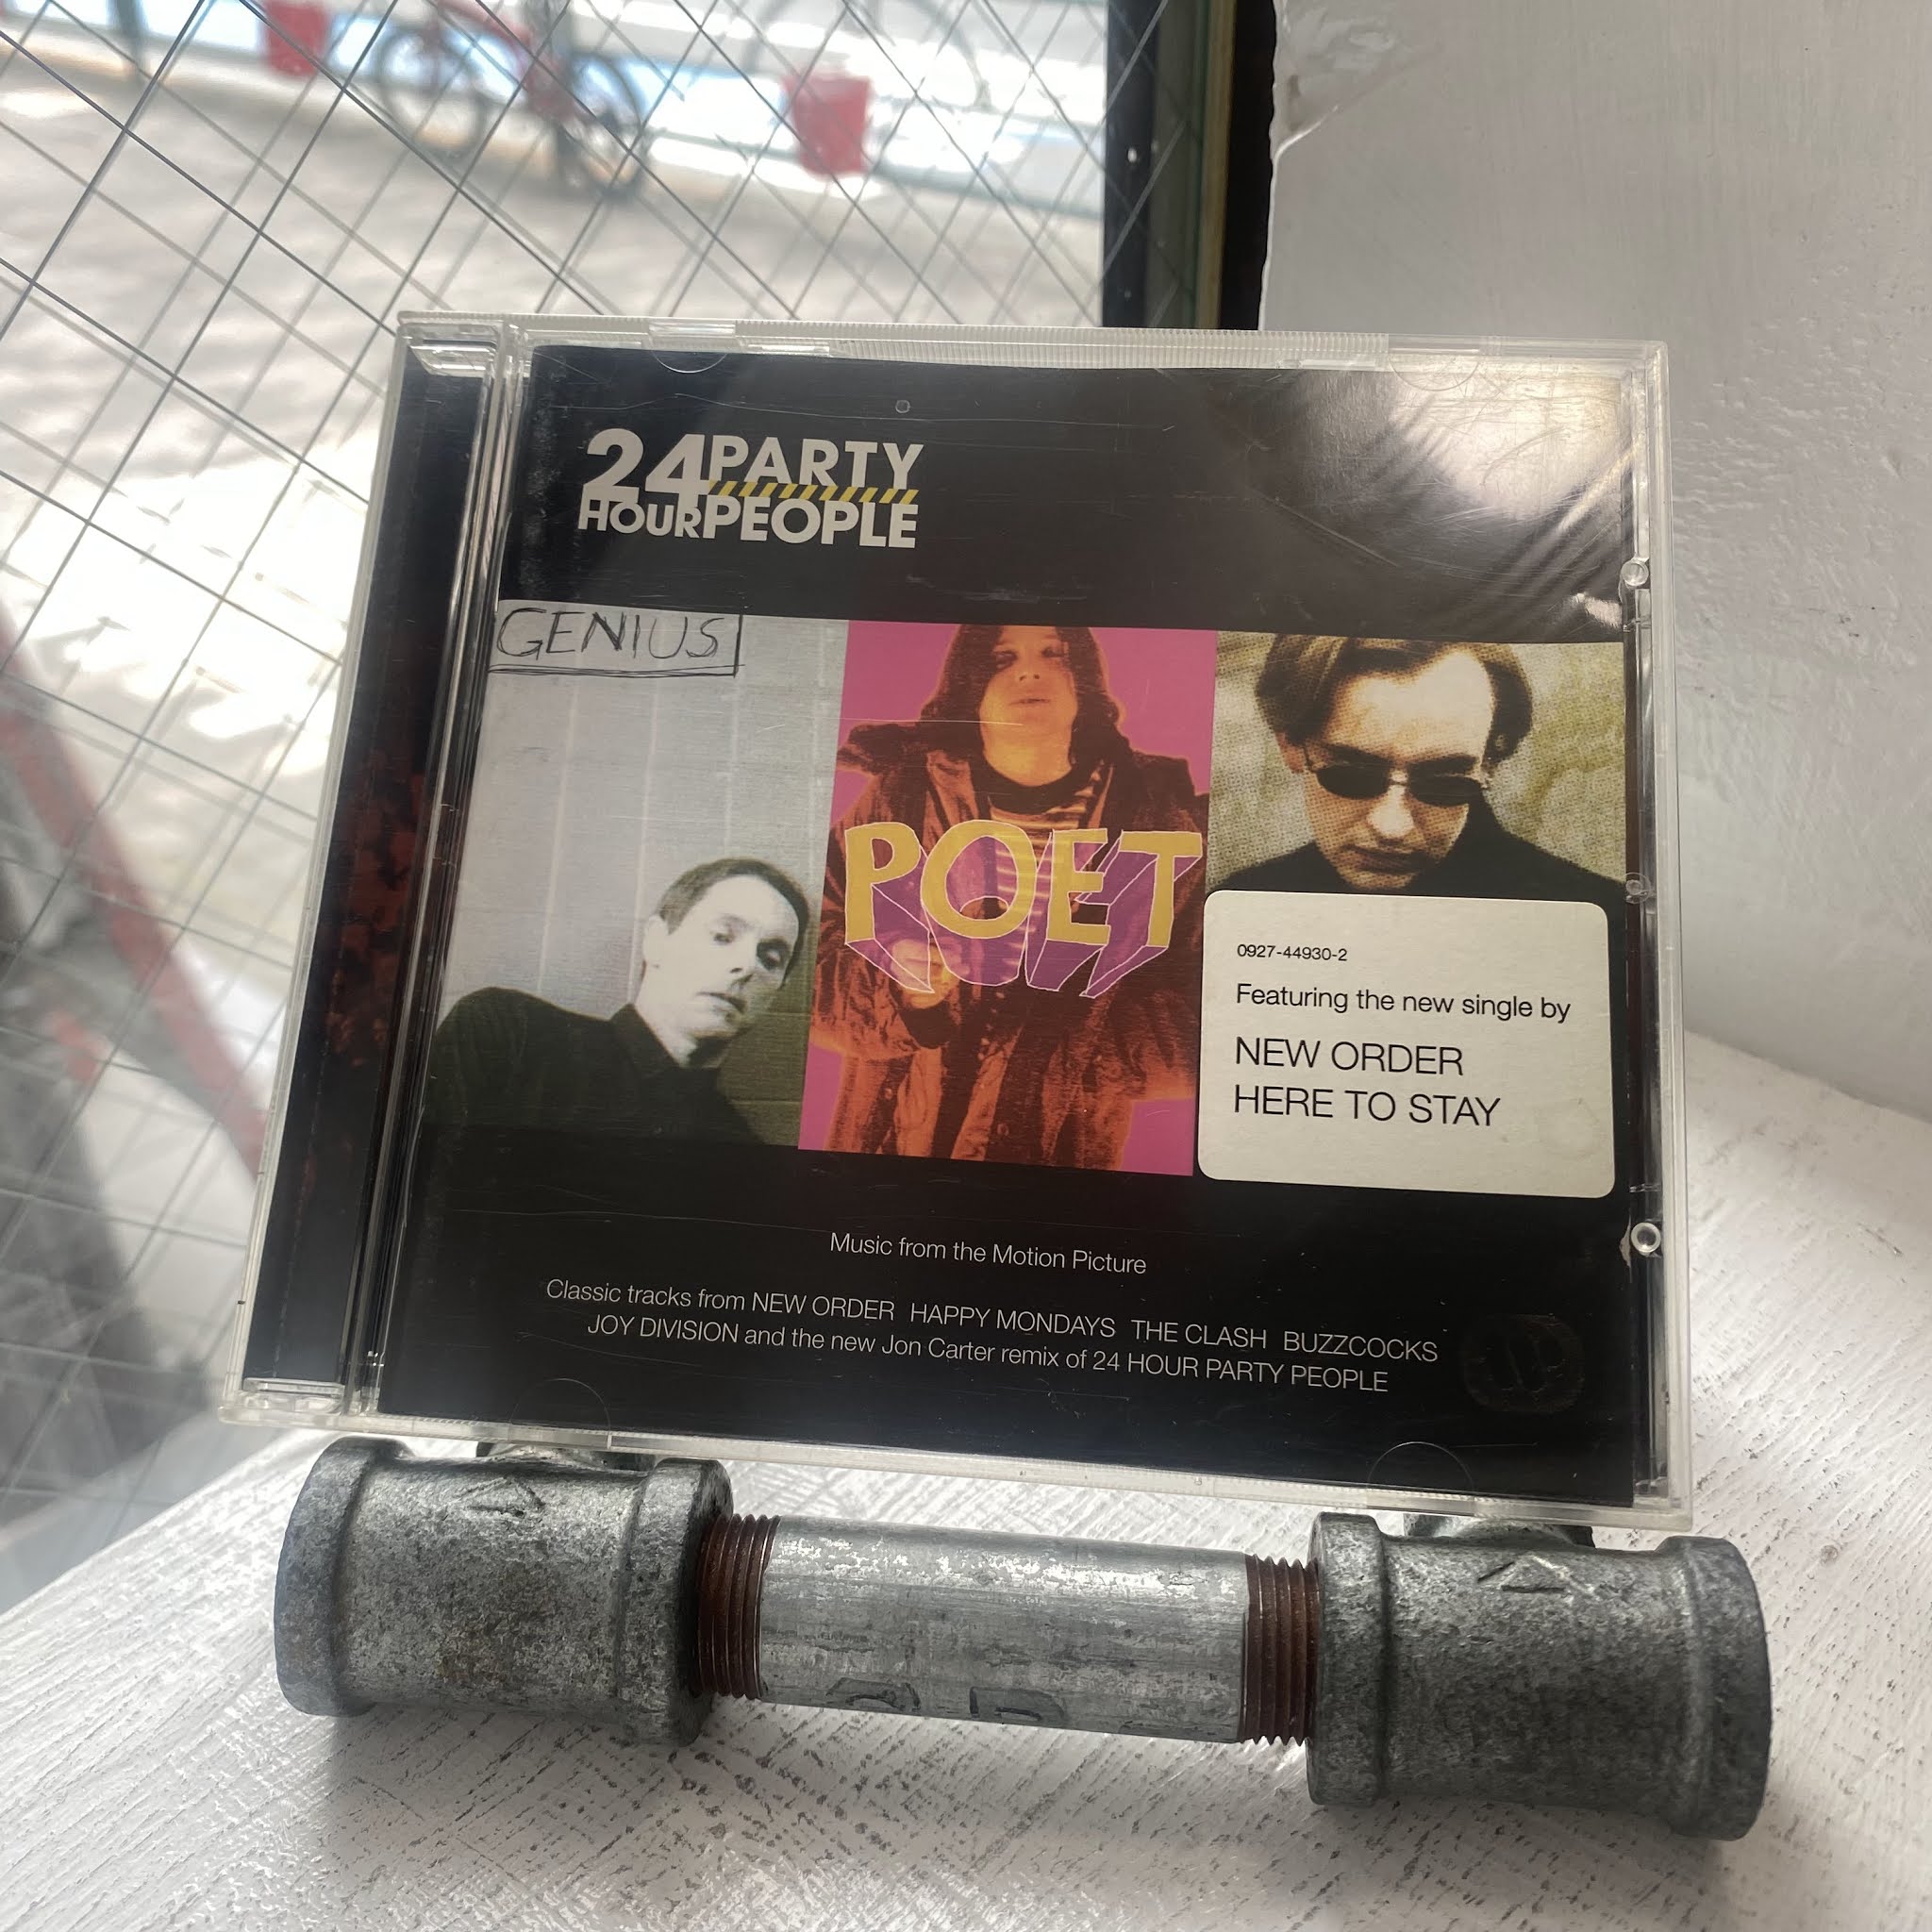 24 PARTY
HOUR PEOPLE
GENIUS
POET
0927-44930-2
Featuring the new single by
NEW ORDER
HERE TO STAY
Music from the Motion Picture
Classic tracks from NEW ORDER HAPPY MONDAYS THE CLASH BUZZCOCKS
JOY DIVISION and the new Jon Carter remix of 24 HOUR PARTY PEOPLE